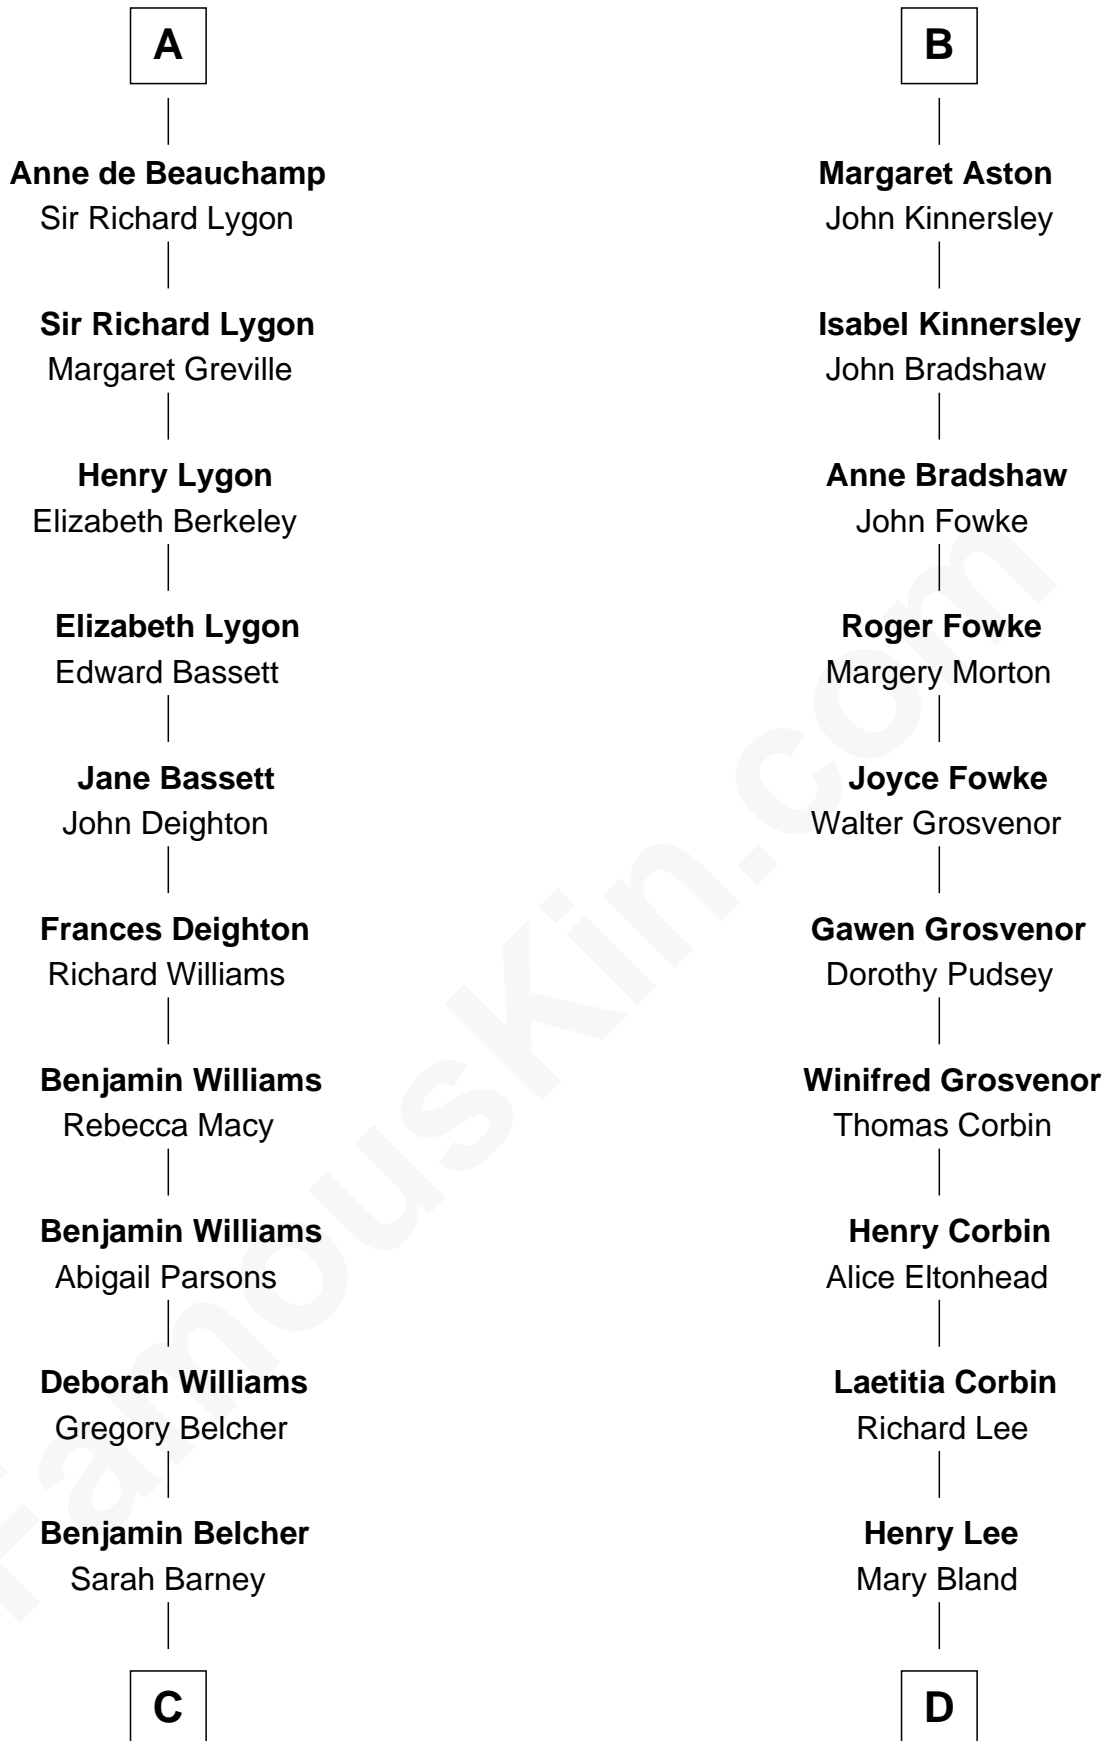 A
Anne de Beauchamp
Sir Richard Lygon
Sir Richard Lygon
Margaret Greville
Henry Lygon
Elizabeth Berkeley
Elizabeth Lygon
Edward Bassett
Jane Bassett
John Deighton
Frances Deighton
Richard Williams
Benjamin Williams
Rebecca Macy
Benjamin Williams
Abigail Parsons
Deborah Williams
Gregory Belcher
Benjamin Belcher
Sarah Barney
C
B
Margaret Aston
John Kinnersley
Isabel Kinnersley
John Bradshaw
Anne Bradshaw
John Fowke
Roger Fowke
Margery Morton
Joyce Fowke
Walter Grosvenor
Gawen Grosvenor
Dorothy Pudsey
Winifred Grosvenor
Thomas Corbin
Henry Corbin
Alice Eltonhead
Laetitia Corbin
Richard Lee
Henry Lee
Mary Bland
D
FamousKin.com